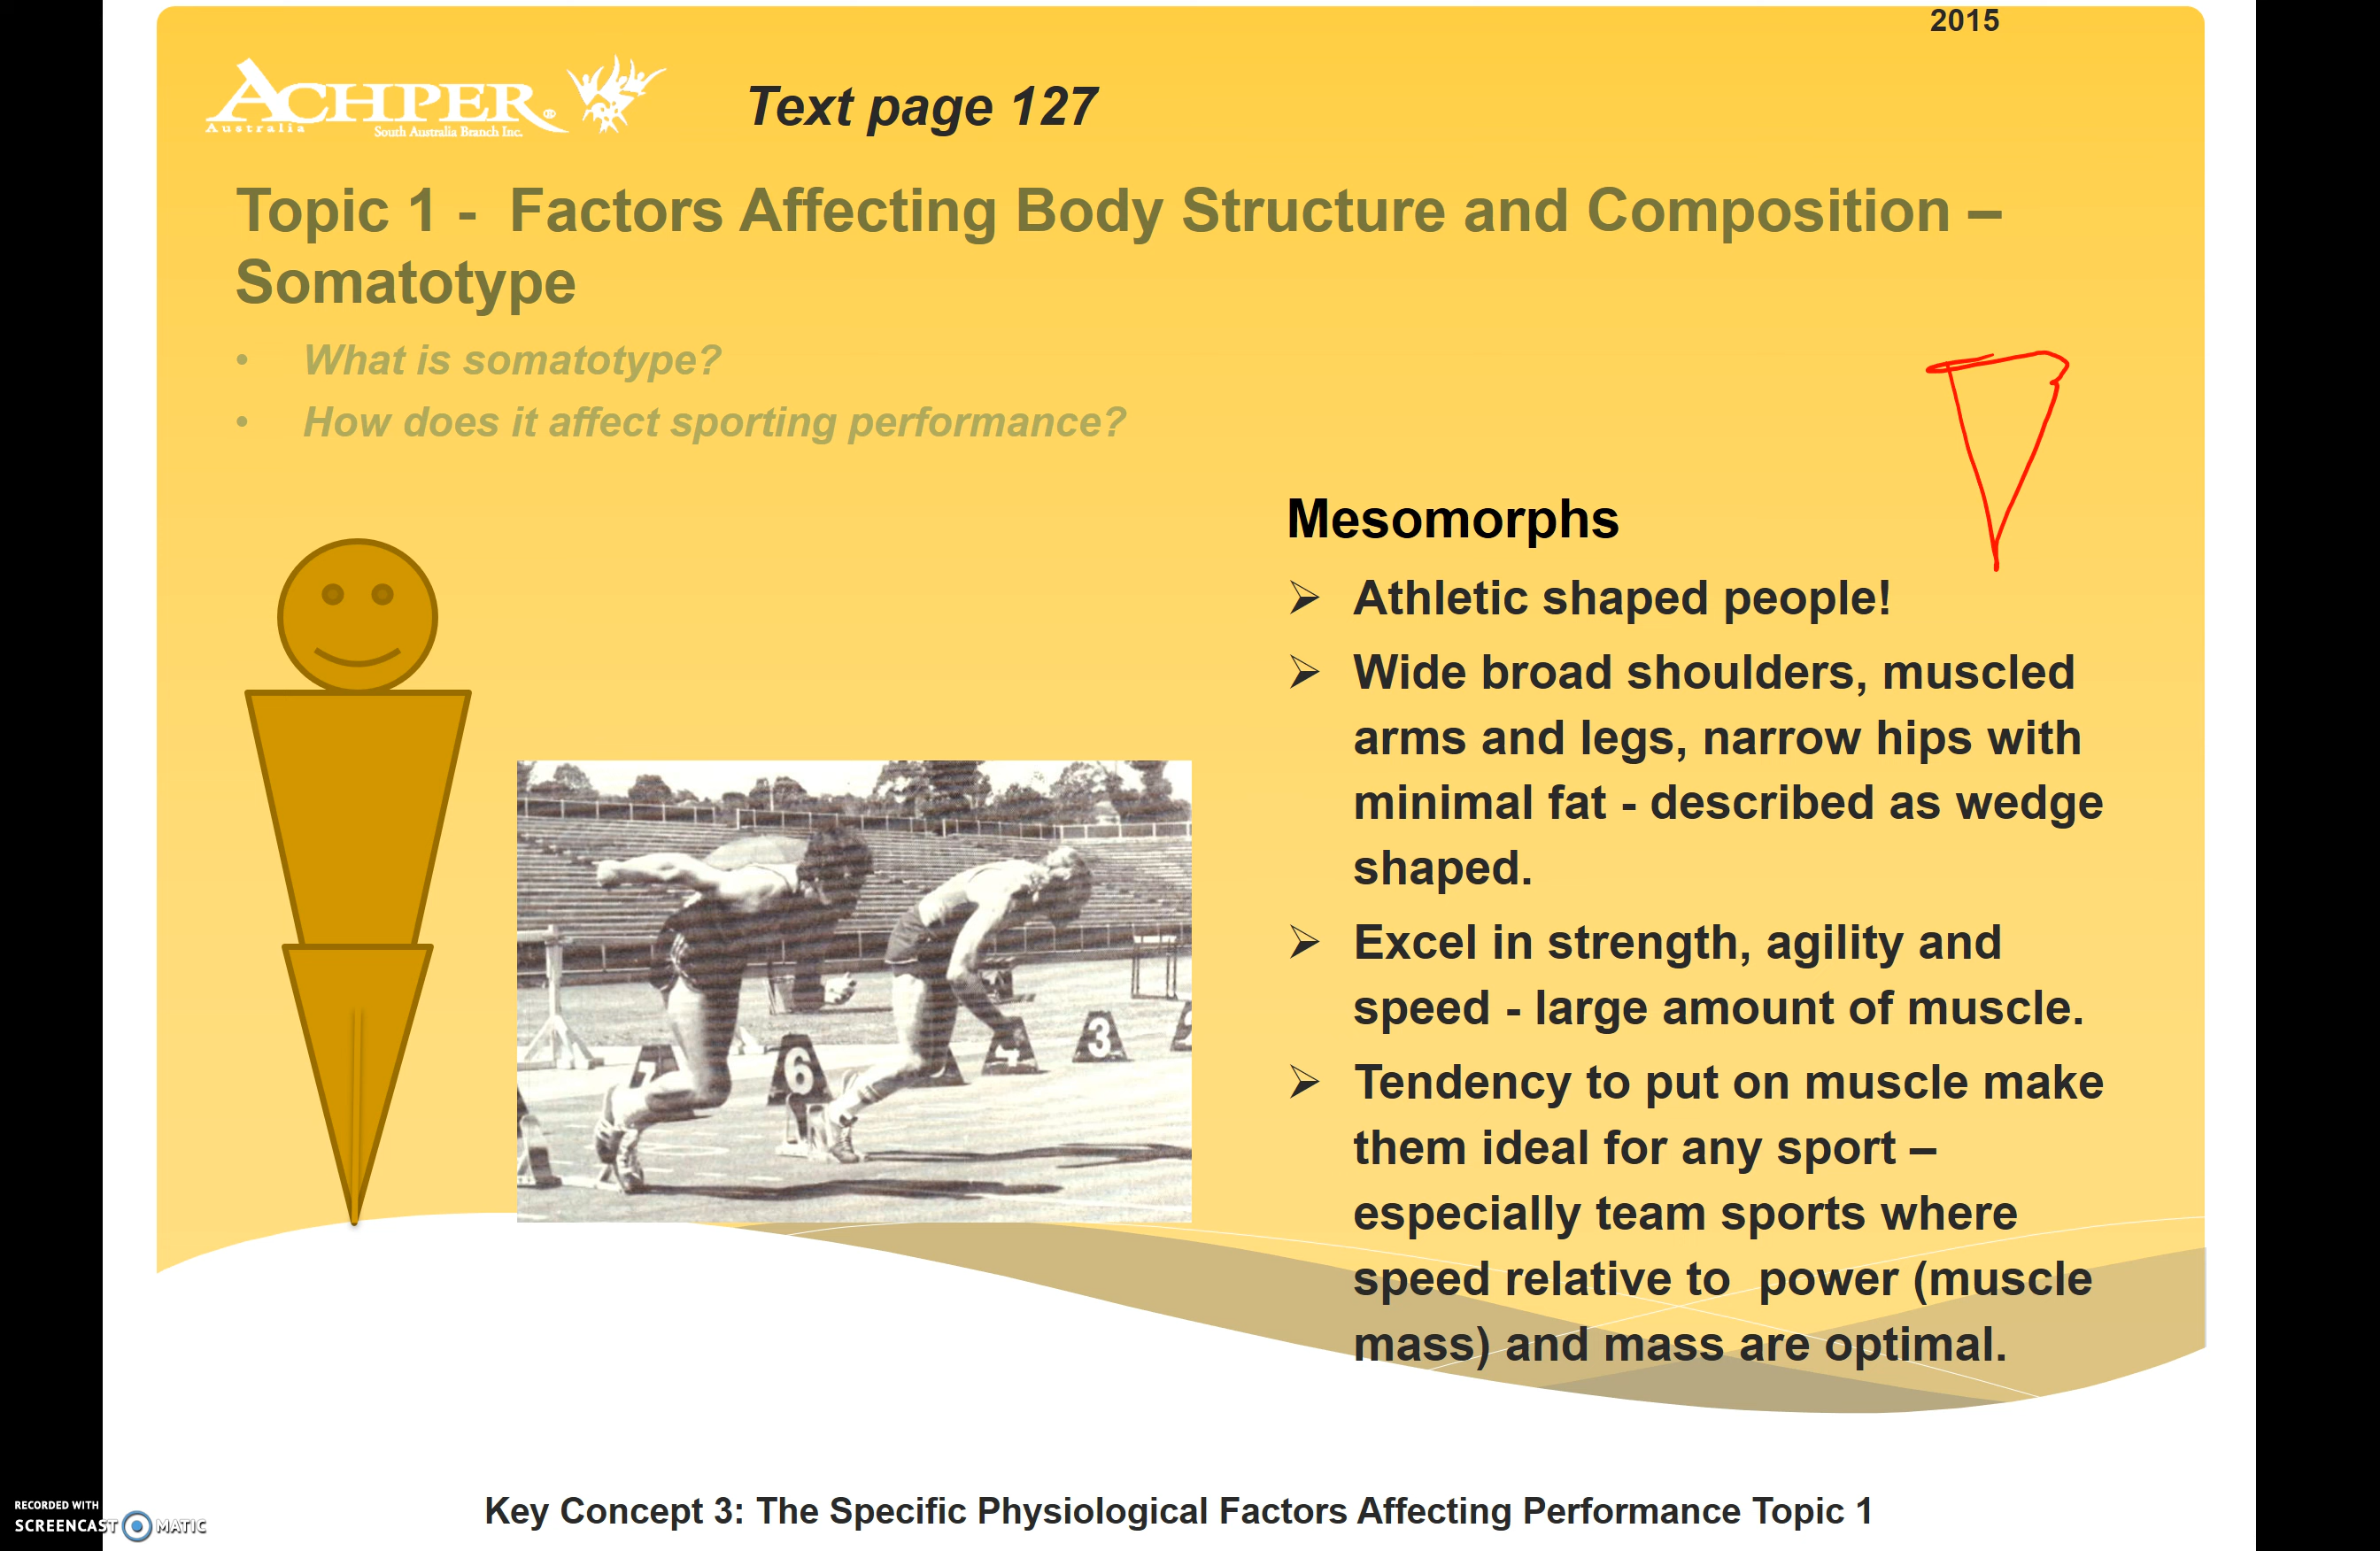 2015
ACHPER®
Australia
South Australia Branch Inc.
Text page 127
Topic 1 - Factors Affecting Body Structure and Composition –
Somatotype
• What is somatotype?
• How does it affect sporting performance?
Mesomorphs
➢ Athletic shaped people!
➢ Wide broad shoulders, muscled
arms and legs, narrow hips with
minimal fat - described as wedge
shaped.
➢ Excel in strength, agility and
speed - large amount of muscle.
➢ Tendency to put on muscle make
them ideal for any sport –
especially team sports where
speed relative to power (muscle
mass) and mass are optimal.
7 6 4 3 2
Key Concept 3: The Specific Physiological Factors Affecting Performance Topic 1
RECORDED WITH
SCREENCAST MATIC